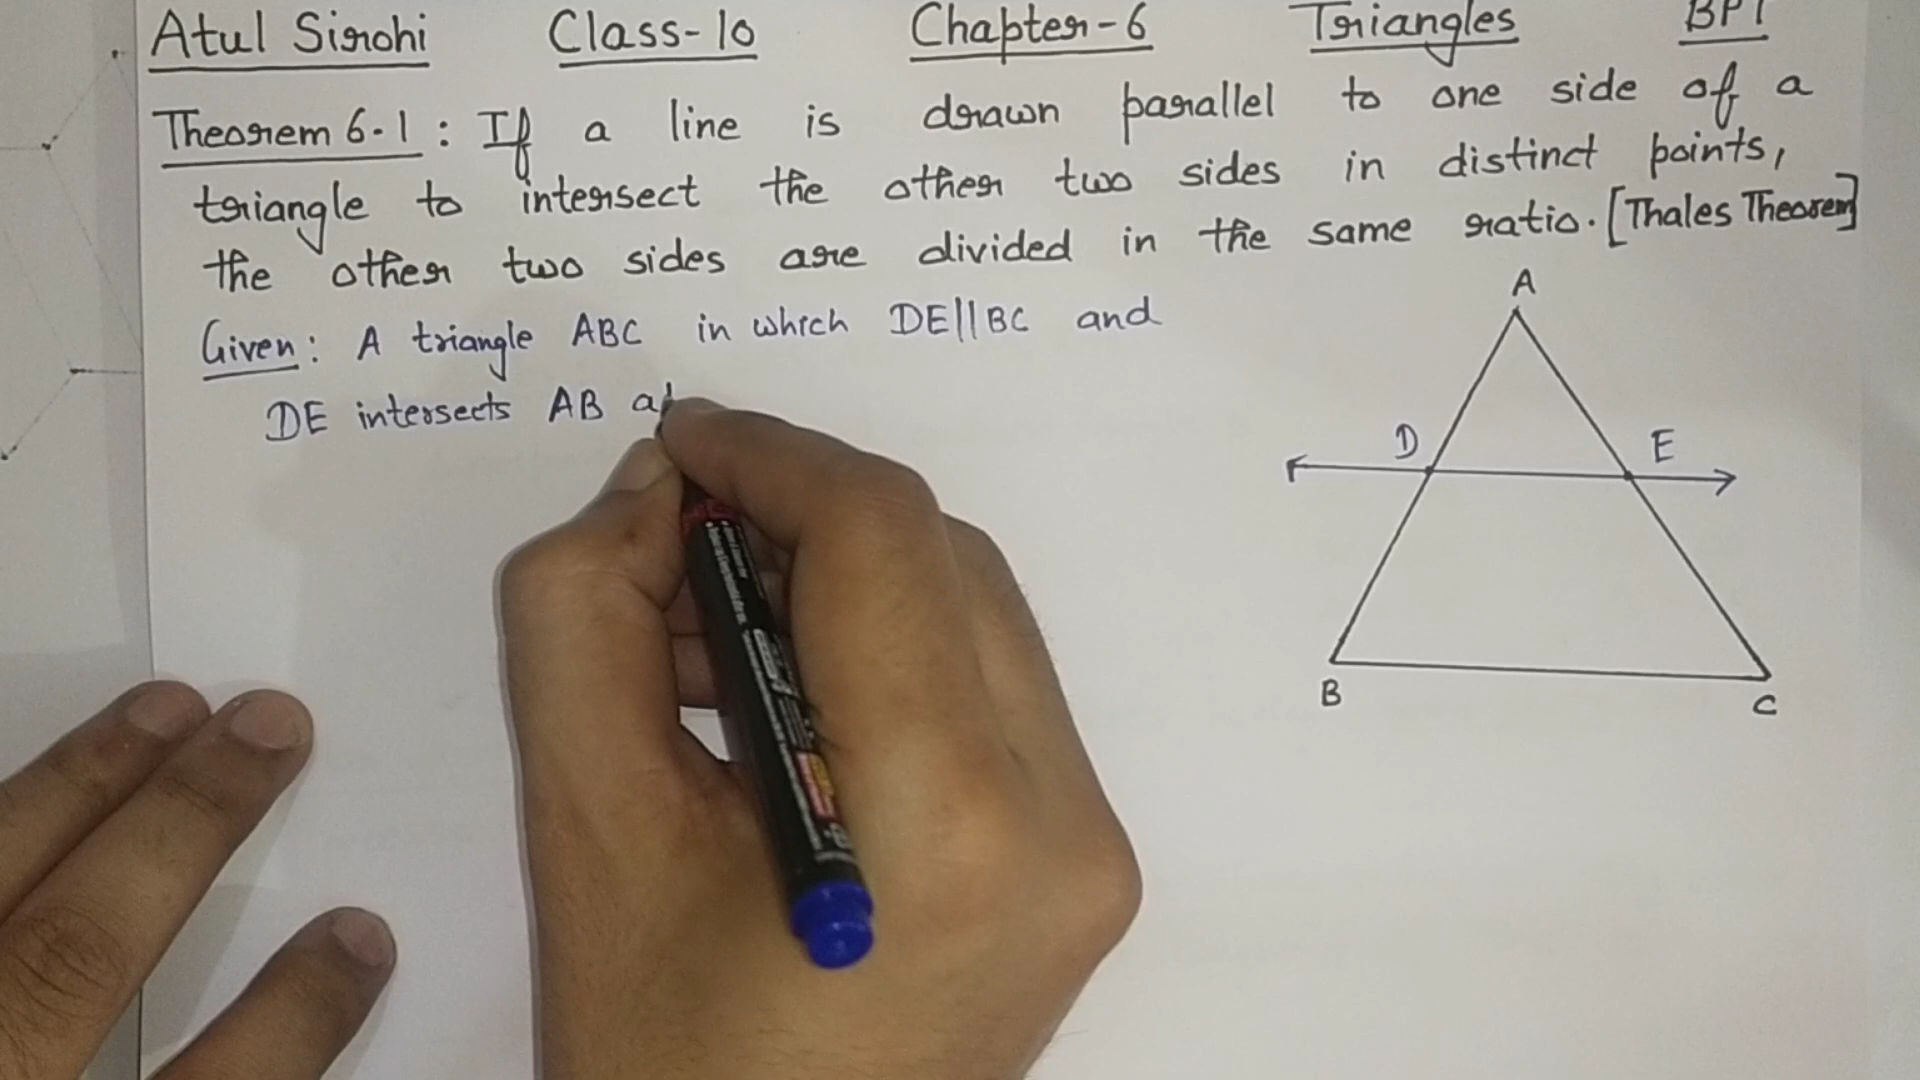 Atul Sirohi Class-10 Chapter-6 Triangles BPT
Theorem 6.1 : If a line is drawn parallel to one side of a
triangle to intersect the other two sides in distinct points,
the other two sides are divided in the same ratio. [Thales Theorem]
Given: A triangle ABC in which DE||BC and
DE intersects AB at
A
D E
B C